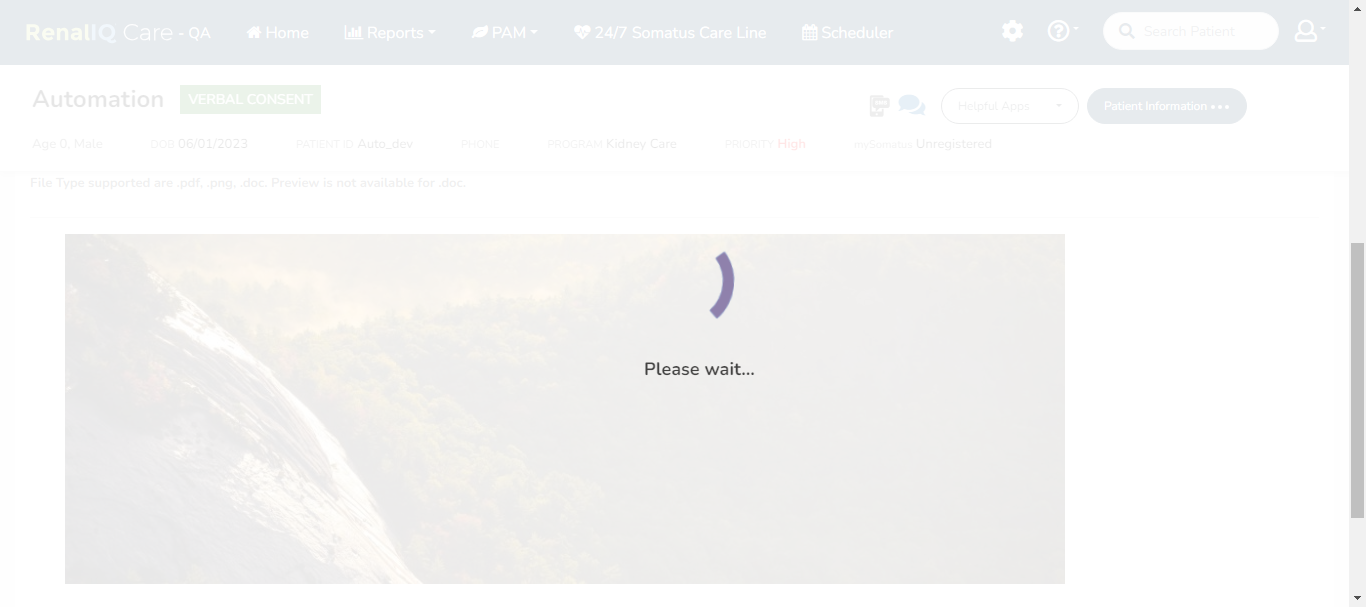 RenalIQ Care - QA Home Reports PAM 24/7 Somatus Care Line Scheduler Search Patient
Automation VERBAL CONSENT Helpful Apps Patient Information
Age 0, Male DOB 06/01/2023 PATIENT ID Auto_dev PHONE PROGRAM Kidney Care PRIORITY High invSomatus Unregistered
File Type supported are .pdf, .png, .doc. Preview is not available for .doc.
Please wait...